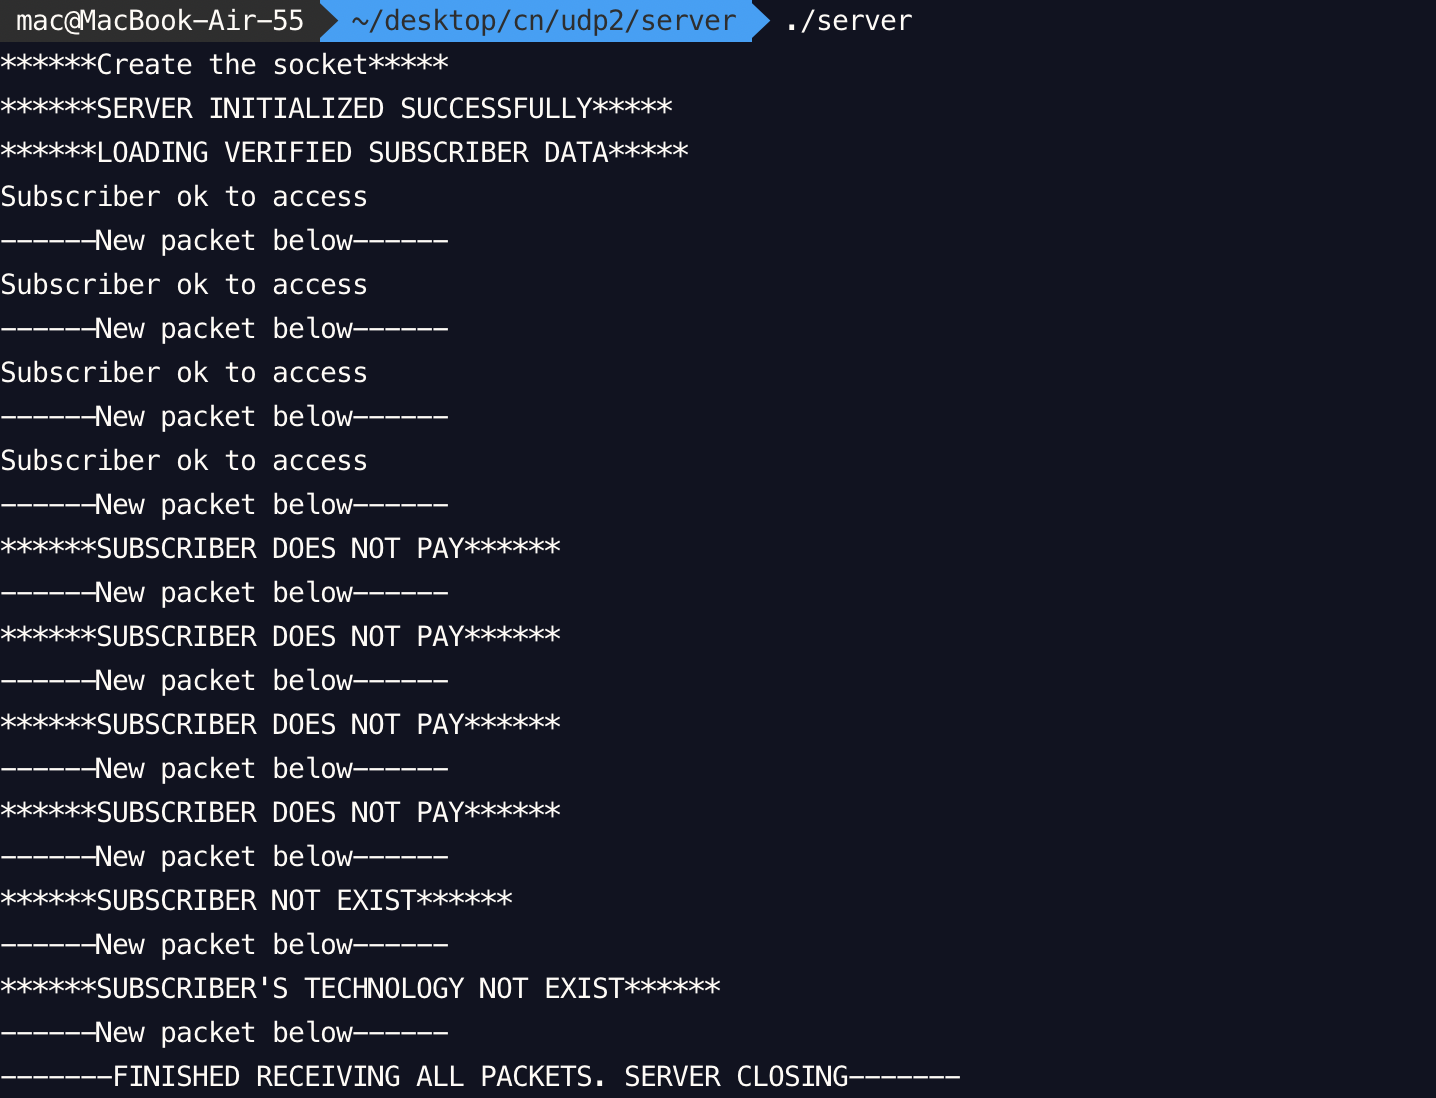 mac@MacBook-Air-55 ~/desktop/cn/udp2/server ./server
******Create the socket*****
******SERVER INITIALIZED SUCCESSFULLY*****
******LOADING VERIFIED SUBSCRIBER DATA*****
Subscriber ok to access
------New packet below------
Subscriber ok to access
------New packet below------
Subscriber ok to access
------New packet below------
Subscriber ok to access
------New packet below------
******SUBSCRIBER DOES NOT PAY******
------New packet below------
******SUBSCRIBER DOES NOT PAY******
------New packet below------
******SUBSCRIBER DOES NOT PAY******
------New packet below------
******SUBSCRIBER DOES NOT PAY******
------New packet below------
******SUBSCRIBER NOT EXIST******
------New packet below------
******SUBSCRIBER'S TECHNOLOGY NOT EXIST******
------New packet below------
-------FINISHED RECEIVING ALL PACKETS. SERVER CLOSING-------